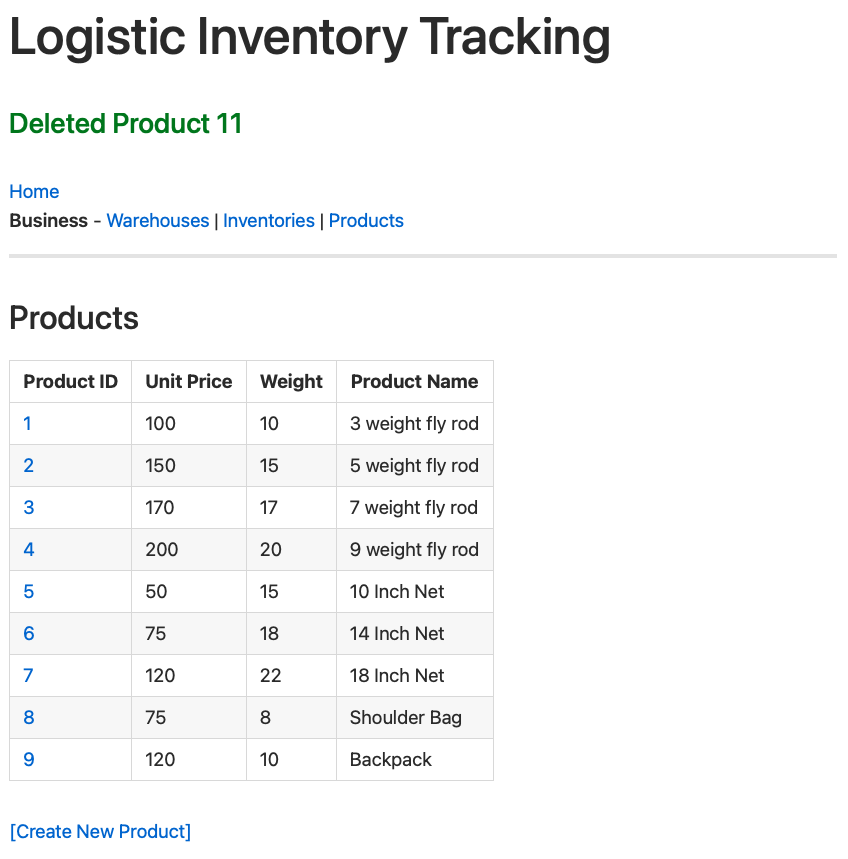 Logistic Inventory Tracking
Deleted Product 11
Home
Business - Warehouses | Inventories | Products
Products
Product ID Unit Price Weight Product Name
1 100 10 3 weight fly rod
2 150 15 5 weight fly rod
3 170 17 7 weight fly rod
4 200 20 9 weight fly rod
5 50 15 10 Inch Net
6 75 18 14 Inch Net
7 120 22 18 Inch Net
8 75 8 Shoulder Bag
9 120 10 Backpack
[Create New Product]